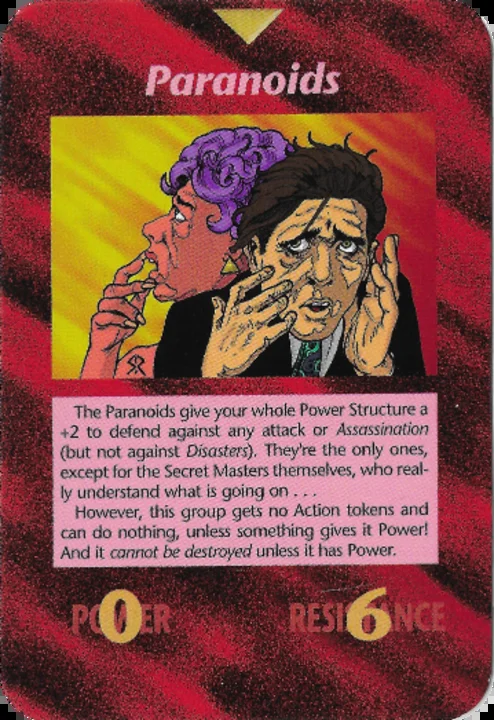 Paranoids
The Paranoids give your whole Power Structure a
+2 to defend against any attack or Assassination
(but not against Disasters). They're the only ones,
except for the Secret Masters themselves, who real-
ly understand what is going on . . .
However, this group gets no Action tokens and
can do nothing, unless something gives it Power!
And it cannot be destroyed unless it has Power.
POWER RESISTANCE
0 6